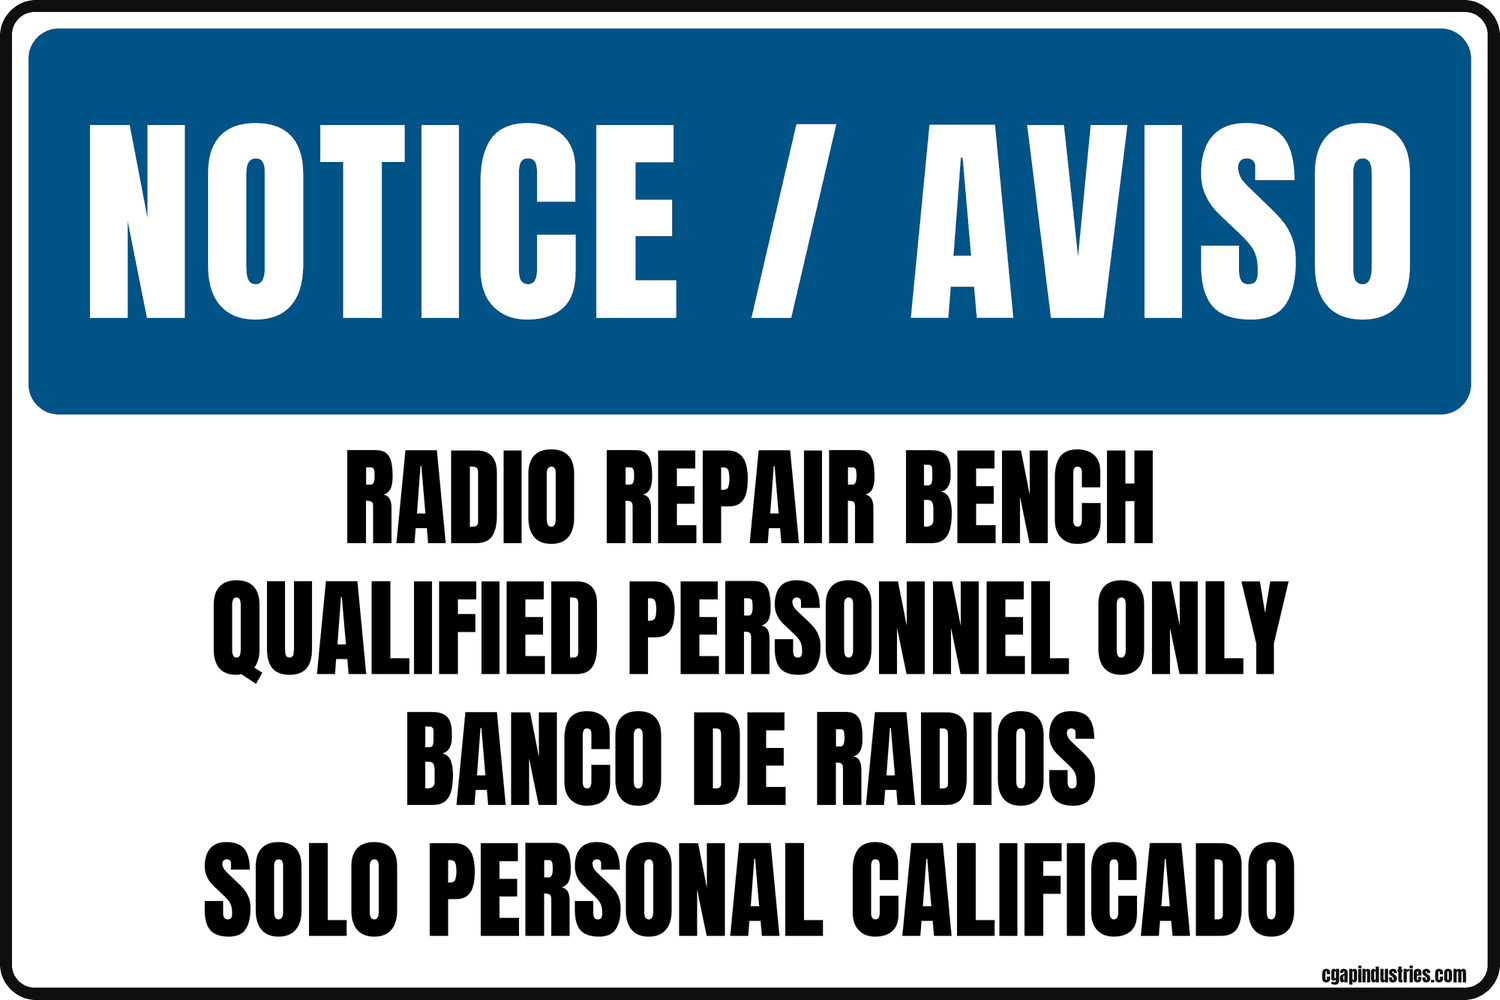 NOTICE / AVISO
RADIO REPAIR BENCH
QUALIFIED PERSONNEL ONLY
BANCO DE RADIOS
SOLO PERSONAL CALIFICADO
cgapindustries.com